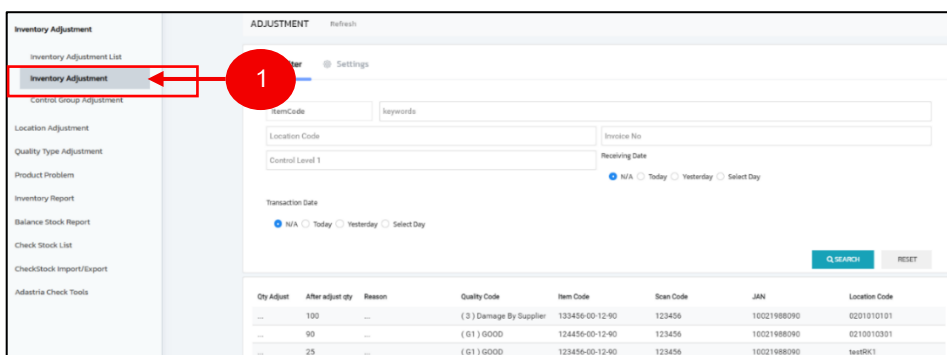 Inventory Adjustment
Inventory Adjustment List
Inventory Adjustment
Control Group Adjustment
Location Adjustment
Quality Type Adjustment
Product Problem
Inventory Report
Balance Stock Report
Check Stock List
CheckStock Import/Export
Adastria Check Tools
1
ADJUSTMENT Refresh
Settings
ItemCode keywords
Location Code Invoice No
Control Level 1 Receiving Date
N/A Today Yesterday Select Day
Transaction Date
N/A Today Yesterday Select Day
SEARCH RESET
Qty Adjust After adjust qty Reason Quality Code Item Code Scan Code JAN Location Code
... 100 ... ( 3 ) Damage By Supplier 133456-00-12-90 123456 10021988090 0201010101
... 90 ... ( G1 ) GOOD 124456-00-12-90 123456 10021988090 0210010301
... 25 ... ( G1 ) GOOD 123456-00-12-90 123456 10021988090 testRK1